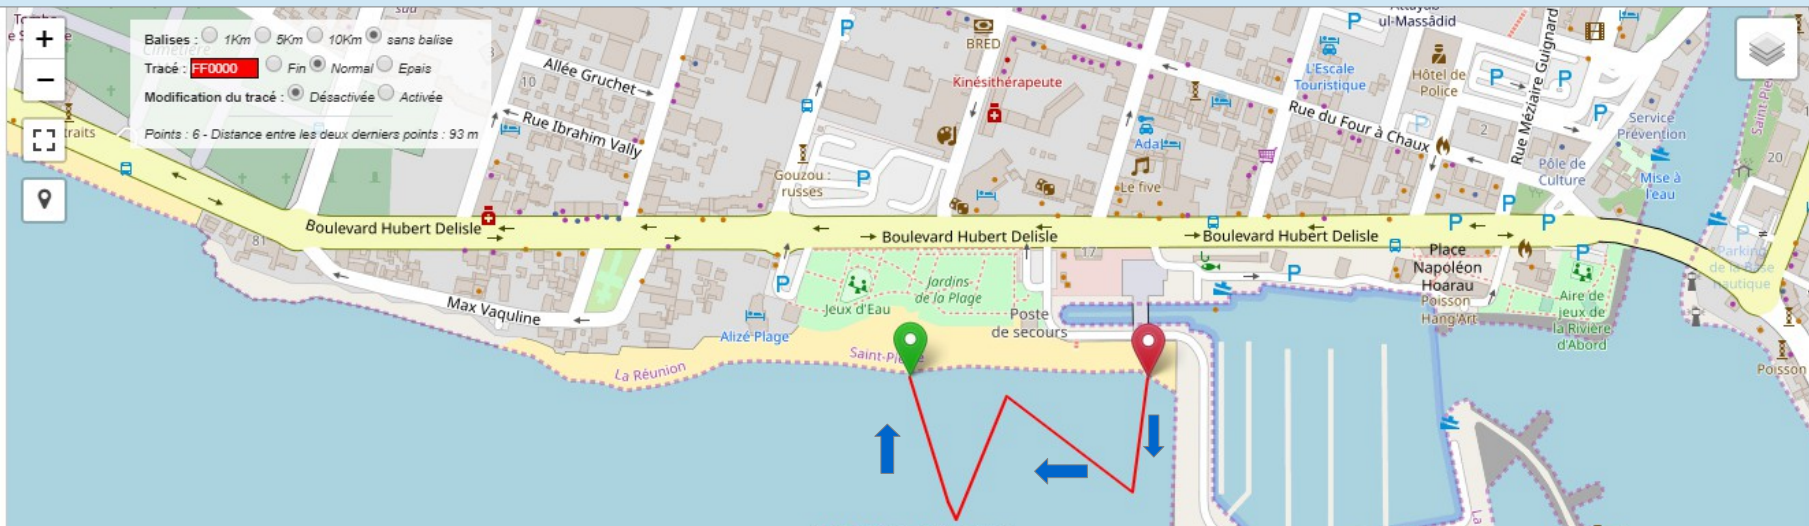 Balises : 1Km 5Km 10Km sans balise
Tracé : FF0000 Fin Normal Epais
Modification du tracé : Désactivée Activée
Points : 6 - Distance entre les deux derniers points : 93 m
+
−
10
Allée Gruchet
Rue Ibrahim Vally
P
BRED
Kinésithérapeute
ul-Massâdid
P
L'Escale
Touristique
Hôtel de
Police
P
P
P
P
Rue Méziaire Guignard
Rue du Four à Chaux
2
Service
Prévention
20
Ada
Le five
Gouzou :
russes
P
Pôle de
Culture
Mise à
l'eau
P
P
P
P
Boulevard Hubert Delisle
Boulevard Hubert Delisle
Boulevard Hubert Delisle
81
17
P
P
P
Place
Napoléon
Hoarau
Poisson
Hang'Art
P
Parking
de la Base
nautique
Max Vaquline
Jardins
de la Plage
Jeux d'Eau
Alizé Plage
Poste
de secours
Aire de
jeux de
la Rivière
d'Abord
La Réunion
Poisson